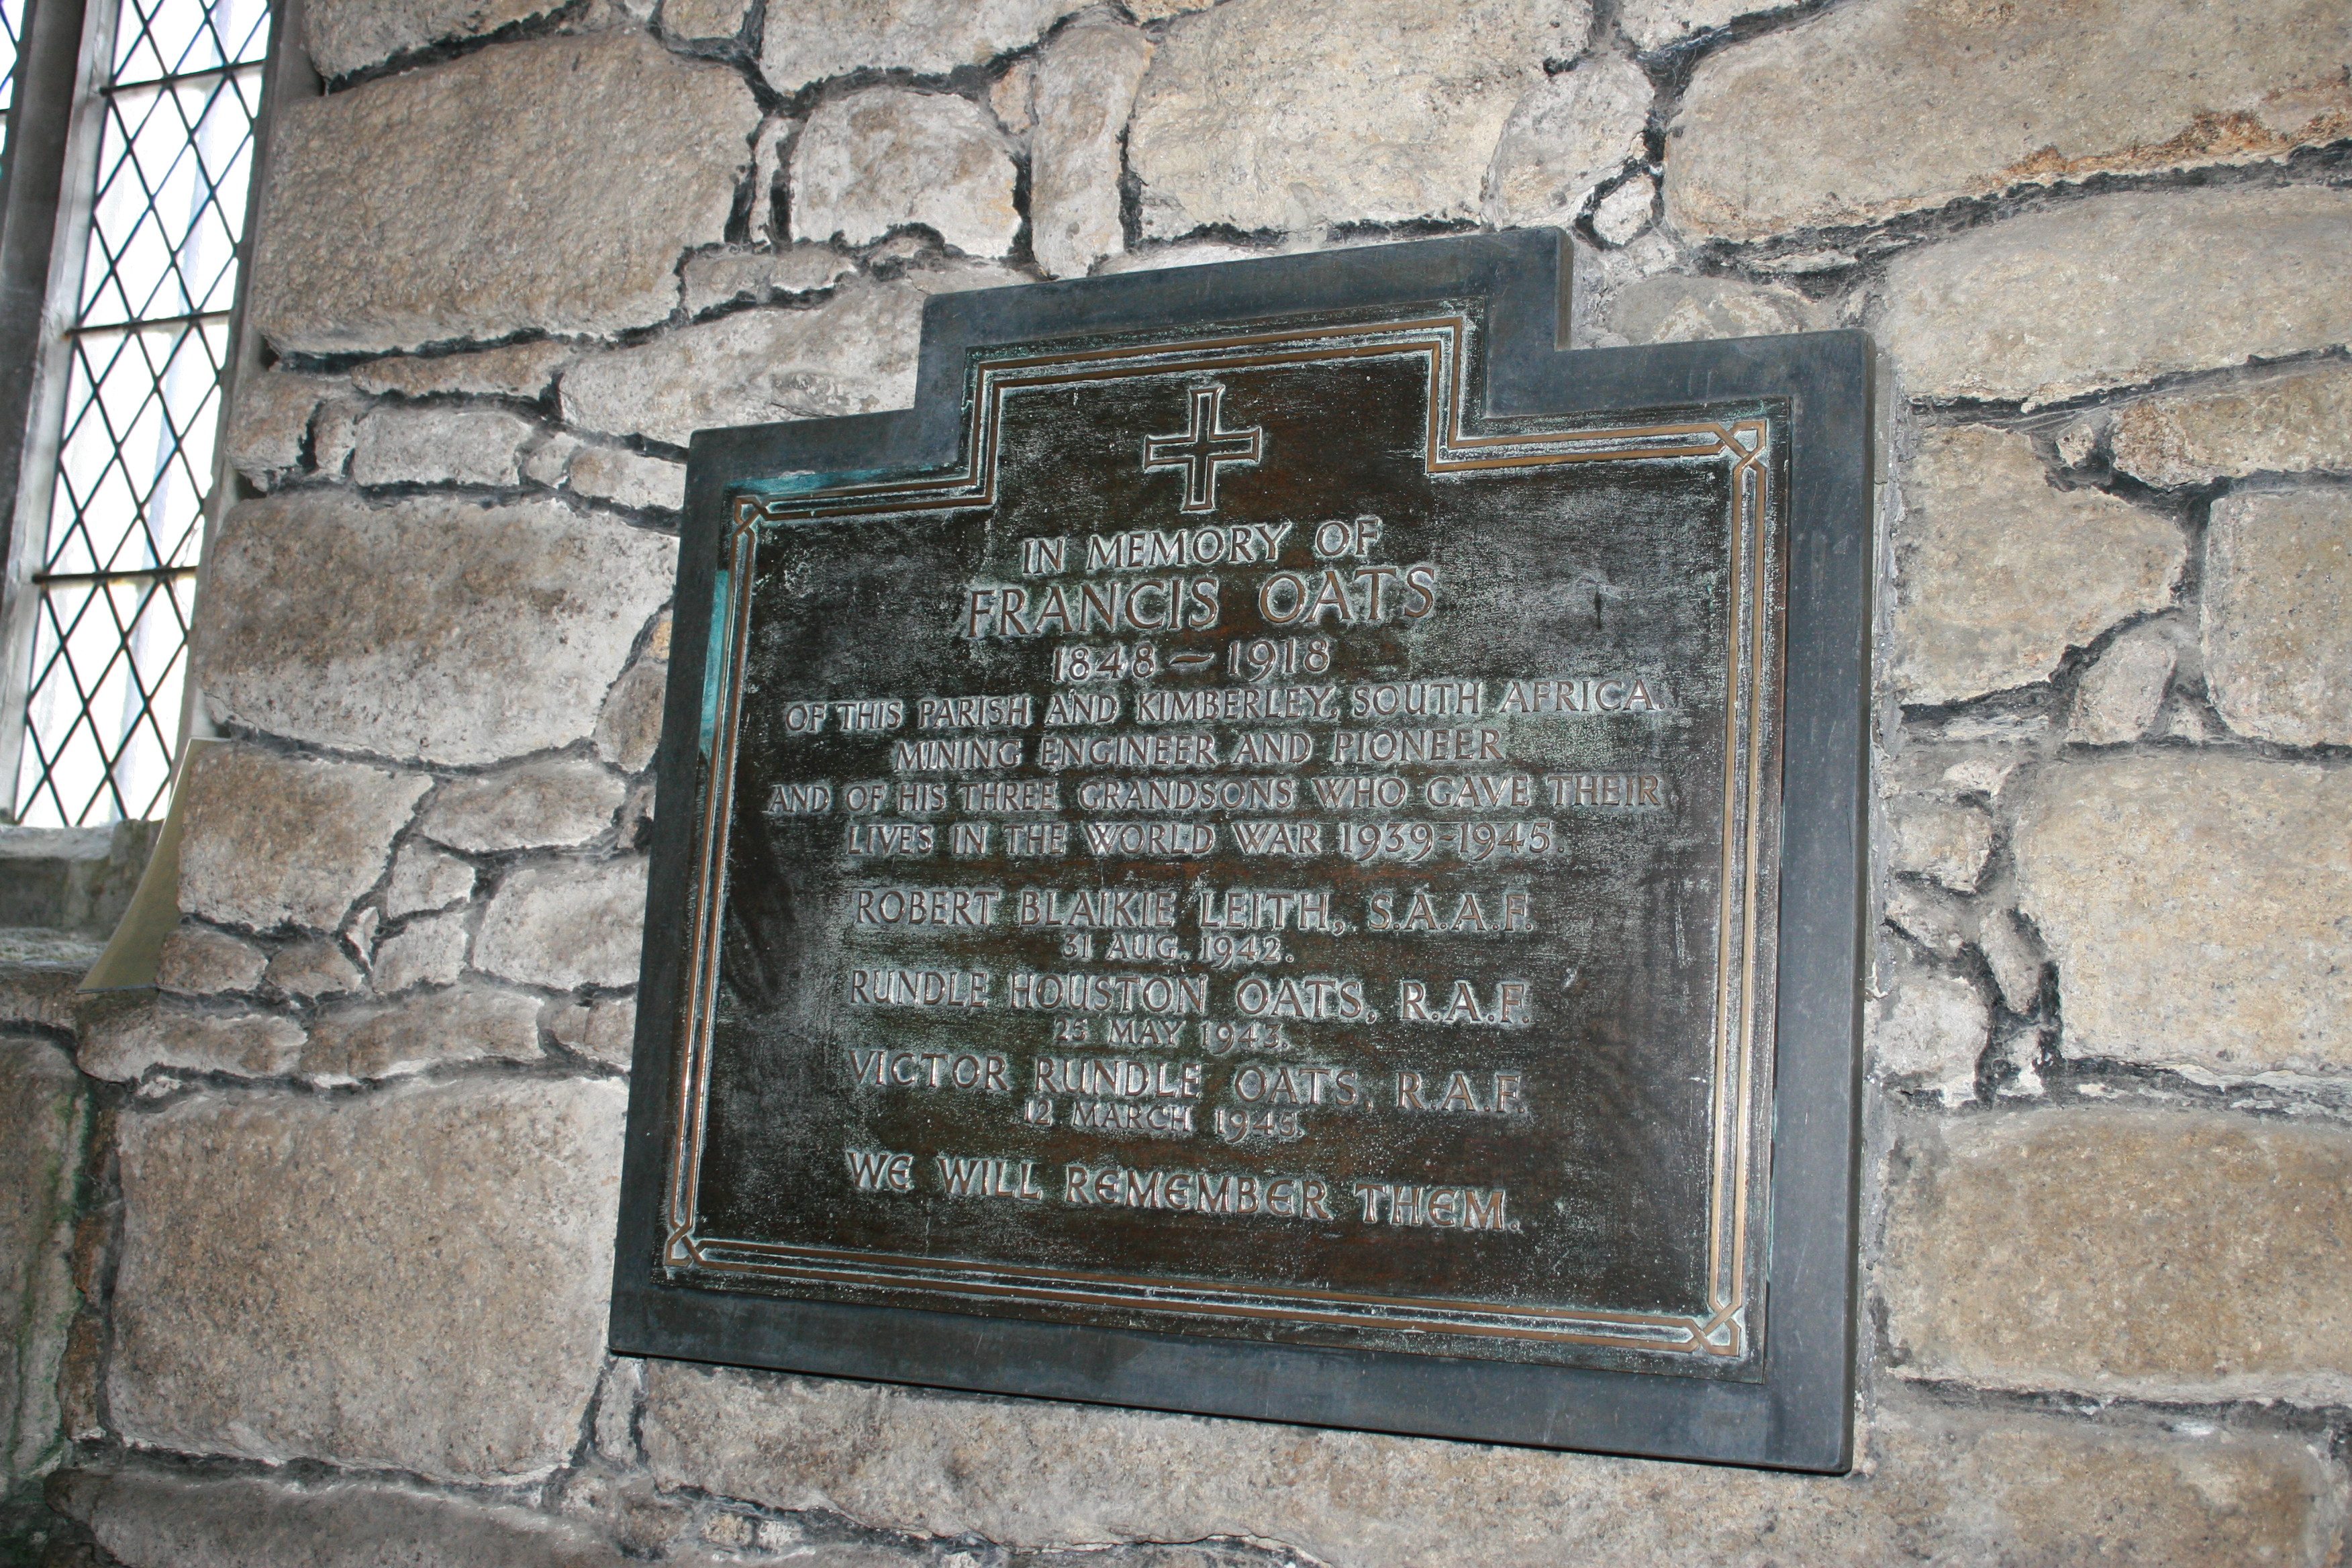 IN MEMORY OF
FRANCIS OATS
1848 – 1918
OF THIS PARISH AND KIMBERLEY, SOUTH AFRICA.
MINING ENGINEER AND PIONEER
AND OF HIS THREE GRANDSONS WHO GAVE THEIR
LIVES IN THE WORLD WAR 1939-1945.
ROBERT BLAIKIE LEITH, S.A.A.F.
31 AUG. 1942.
RUNDLE HOUSTON OATS, R.A.F.
25 MAY 1943.
VICTOR RUNDLE OATS, R.A.F.
12 MARCH 1945.
WE WILL REMEMBER THEM.